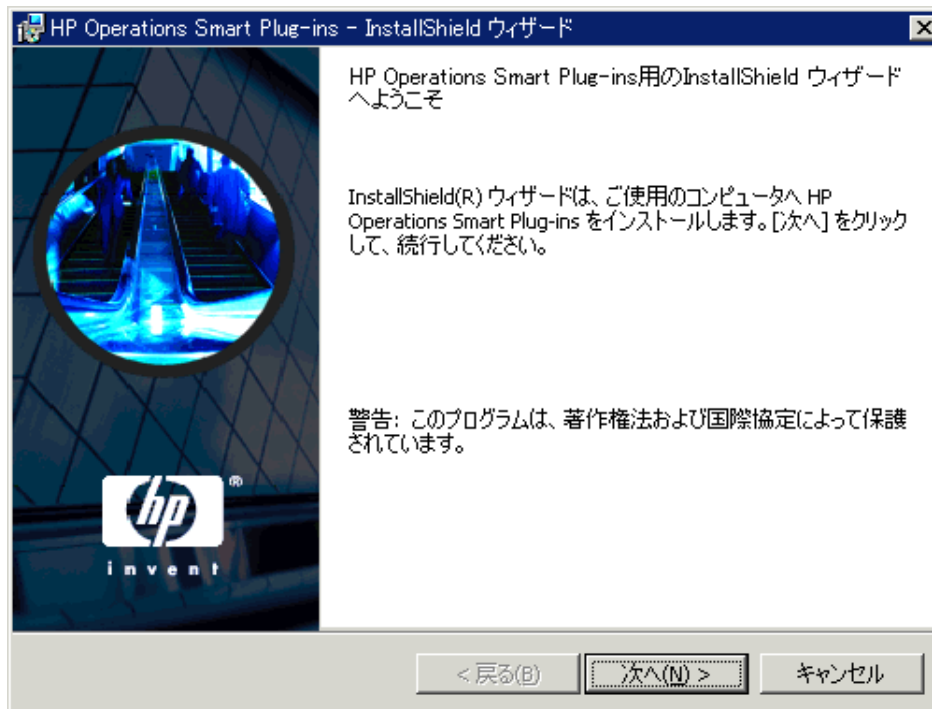 HP Operations Smart Plug-ins - InstallShield ウィザード
HP Operations Smart Plug-ins用のInstallShield ウィザード
へようこそ
InstallShield(R) ウィザードは、ご使用のコンピュータへ HP
Operations Smart Plug-ins をインストールします。[次へ] をクリック
して、続行してください。
警告: このプログラムは、著作権法および国際協定によって保護
されています。
hp
®
invent
< 戻る(B)
次へ(N) >
キャンセル